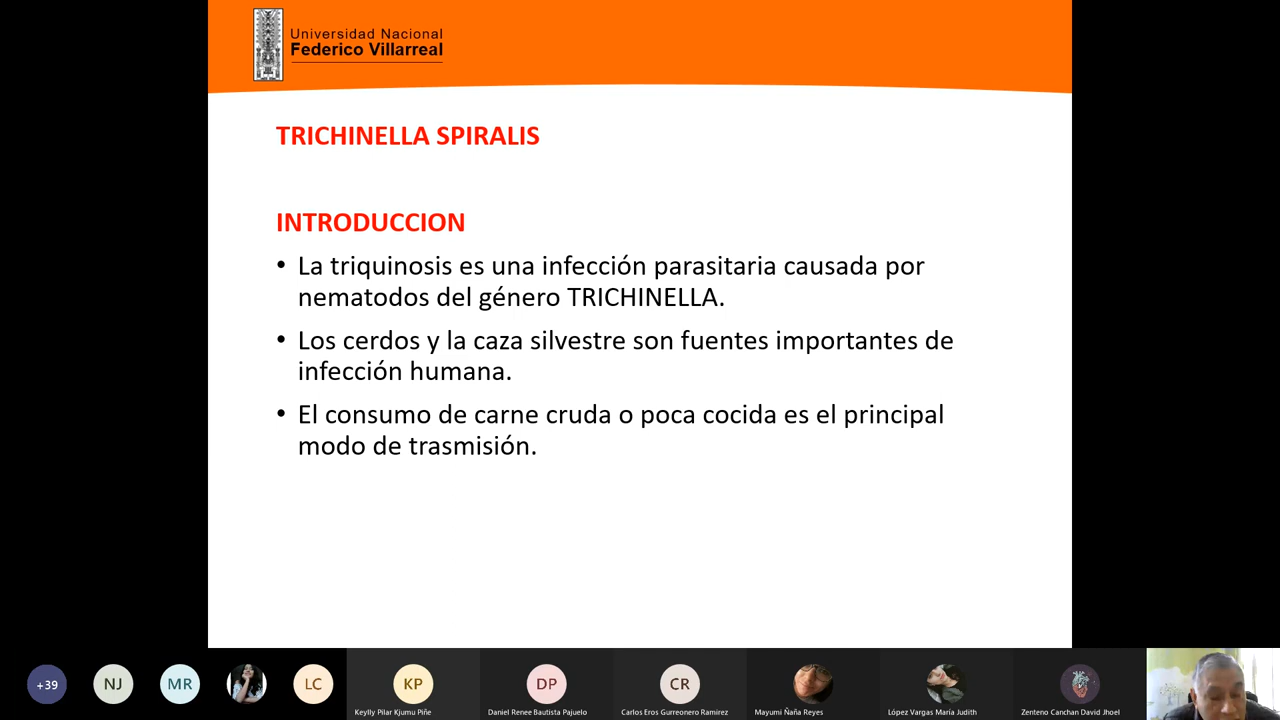 Universidad Nacional
Federico Villarreal
TRICHINELLA SPIRALIS
INTRODUCCION
• La triquinosis es una infección parasitaria causada por
nematodos del género TRICHINELLA.
• Los cerdos y la caza silvestre son fuentes importantes de
infección humana.
• El consumo de carne cruda o poca cocida es el principal
modo de trasmisión.
+39
NJ
MR
LC
KP
DP
CR
Keylly Pilar Kjumu Piñe
Daniel Renee Bautista Pajuelo
Carlos Eros Gurreonero Ramirez
Mayumi Ñaña Reyes
López Vargas María Judith
Zenteno Canchan David Jhoel